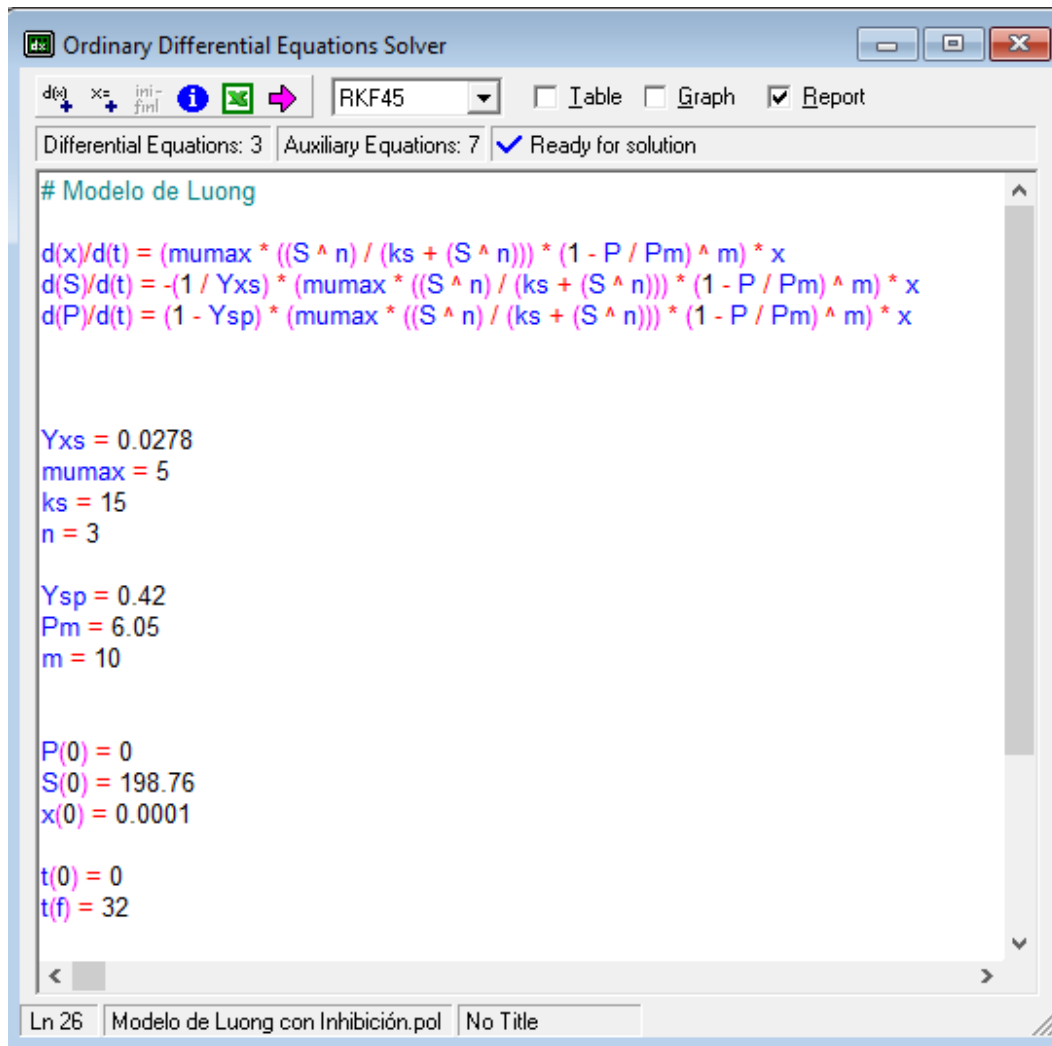 Ordinary Differential Equations Solver
d(x) x= ini- finl RKF45 Table Graph Report
Differential Equations: 3 Auxiliary Equations: 7 Ready for solution
# Modelo de Luong
d(x)/d(t) = (mumax * ((S ^ n) / (ks + (S ^ n))) * (1 - P / Pm) ^ m) * x
d(S)/d(t) = -(1 / Yxs) * (mumax * ((S ^ n) / (ks + (S ^ n))) * (1 - P / Pm) ^ m) * x
d(P)/d(t) = (1 - Ysp) * (mumax * ((S ^ n) / (ks + (S ^ n))) * (1 - P / Pm) ^ m) * x
Yxs = 0.0278
mumax = 5
ks = 15
n = 3
Ysp = 0.42
Pm = 6.05
m = 10
P(0) = 0
S(0) = 198.76
x(0) = 0.0001
t(0) = 0
t(f) = 32
Ln 26 Modelo de Luong con Inhibición.pol No Title